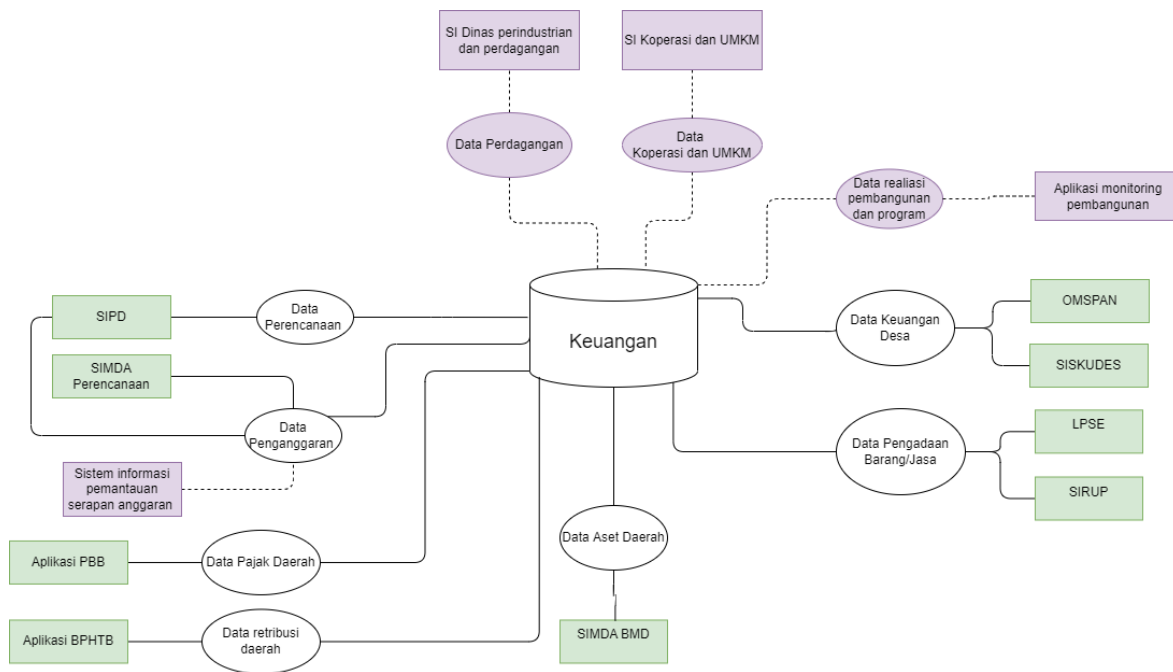 SI Dinas perindustrian
dan perdagangan
SI Koperasi dan UMKM
Data Perdagangan
Data
Koperasi dan UMKM
Data realiasi
pembangunan
dan program
Aplikasi monitoring
pembangunan
SIPD
Data
Perencanaan
Keuangan
Data Keuangan
Desa
OMSPAN
SIMDA
Perencanaan
SISKUDES
Data
Penganggaran
Data Pengadaan
Barang/Jasa
LPSE
Sistem informasi
pemantauan
serapan anggaran
SIRUP
Aplikasi PBB
Data Pajak Daerah
Data Aset Daerah
Aplikasi BPHTB
Data retribusi
daerah
SIMDA BMD